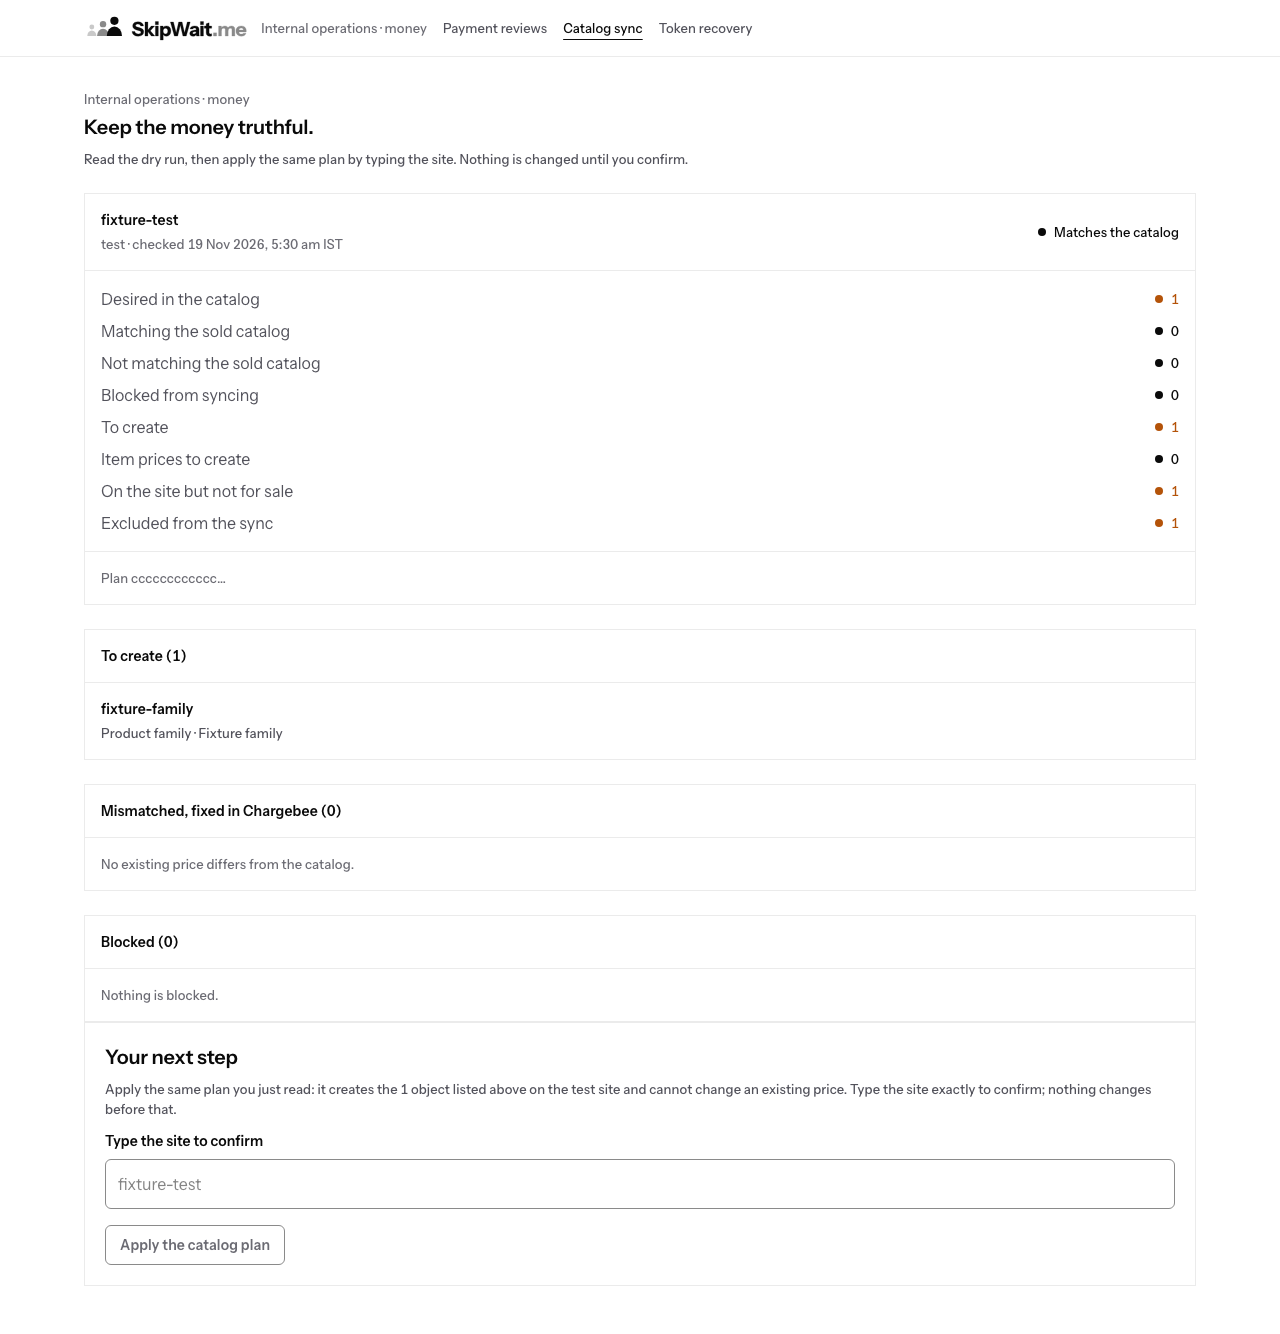 SkipWait.me
Internal operations · money
Payment reviews
Catalog sync
Token recovery
Internal operations · money
Keep the money truthful.
Read the dry run, then apply the same plan by typing the site. Nothing is changed until you confirm.
fixture-test
test · checked 19 Nov 2026, 5:30 am IST
Matches the catalog
Desired in the catalog 1
Matching the sold catalog 0
Not matching the sold catalog 0
Blocked from syncing 0
To create 1
Item prices to create 0
On the site but not for sale 1
Excluded from the sync 1
Plan cccccccccccc…
To create (1)
fixture-family
Product family · Fixture family
Mismatched, fixed in Chargebee (0)
No existing price differs from the catalog.
Blocked (0)
Nothing is blocked.
Your next step
Apply the same plan you just read: it creates the 1 object listed above on the test site and cannot change an existing price. Type the site exactly to confirm; nothing changes
before that.
Type the site to confirm
fixture-test
Apply the catalog plan